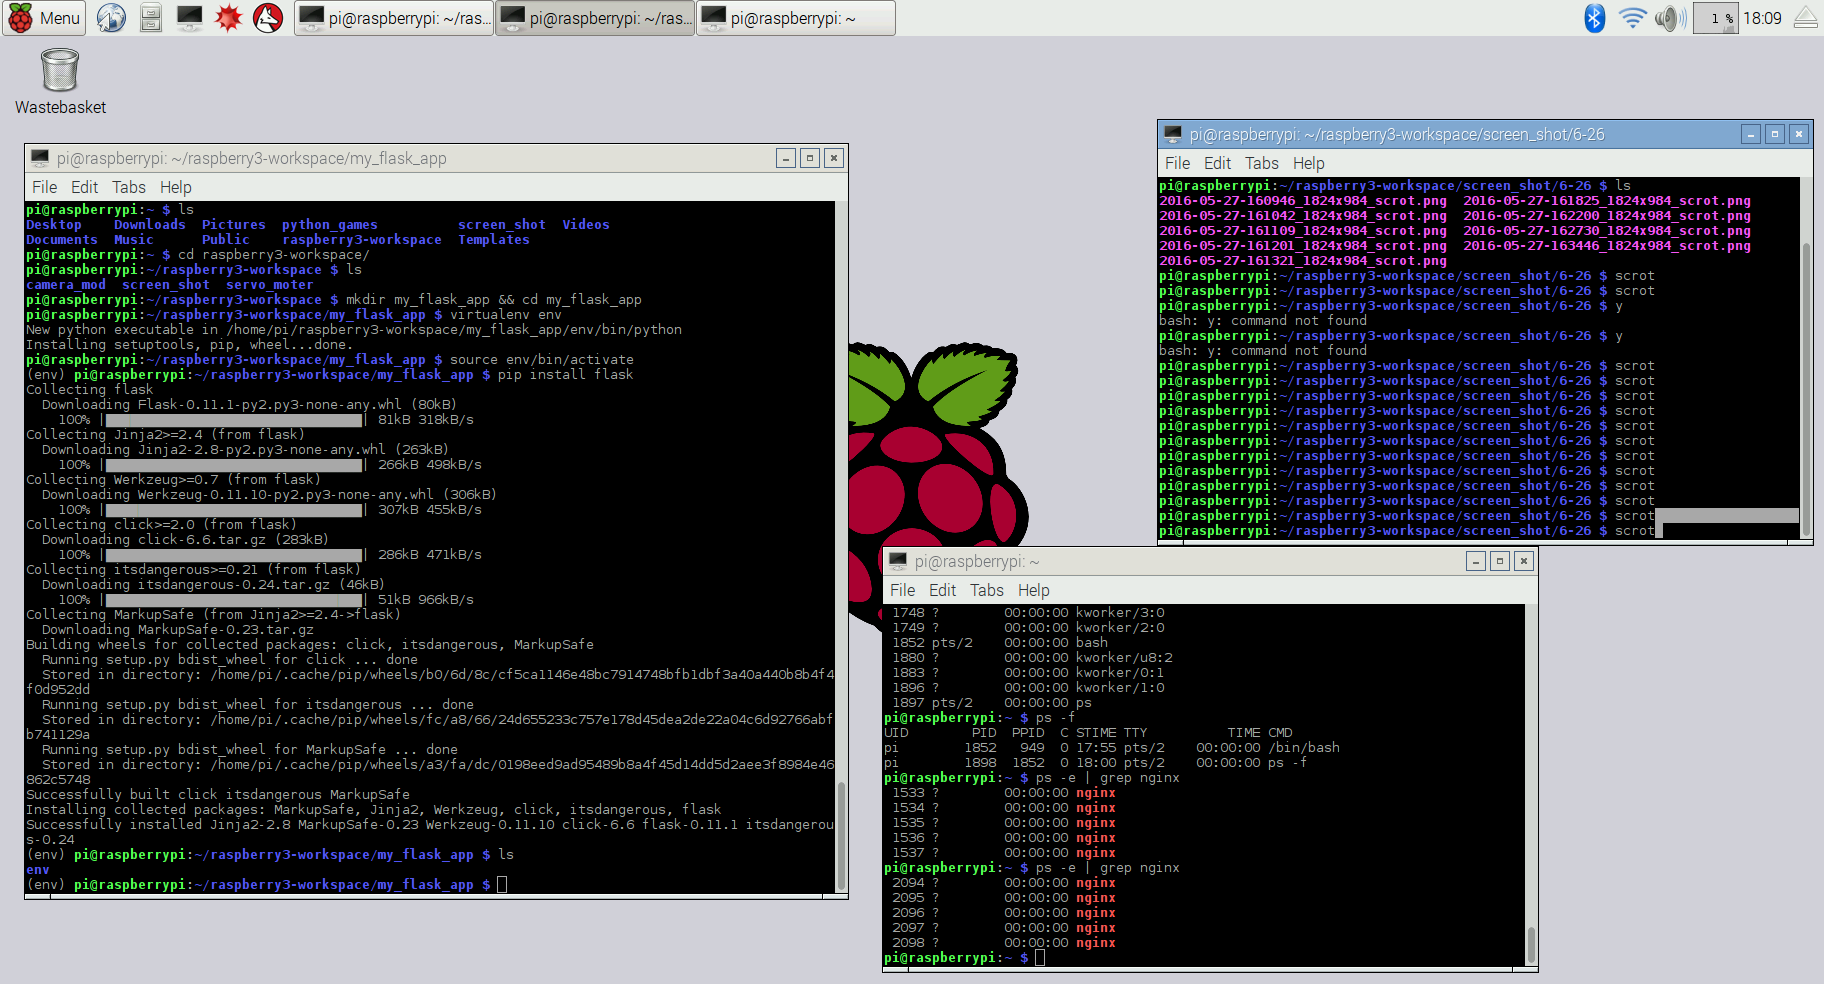 Menu
pi@raspberrypi: ~/ras...
pi@raspberrypi: ~/ras...
pi@raspberrypi: ~
1 %
18:09
Wastebasket
pi@raspberrypi: ~/raspberry3-workspace/my_flask_app
File Edit Tabs Help
pi@raspberrypi:~ $ ls
Desktop    Downloads  Pictures  python_games          screen_shot  Videos
Documents  Music      Public    raspberry3-workspace  Templates
pi@raspberrypi:~ $ cd raspberry3-workspace/
pi@raspberrypi:~/raspberry3-workspace $ ls
camera_mod  screen_shot  servo_moter
pi@raspberrypi:~/raspberry3-workspace $ mkdir my_flask_app && cd my_flask_app
pi@raspberrypi:~/raspberry3-workspace/my_flask_app $ virtualenv env
New python executable in /home/pi/raspberry3-workspace/my_flask_app/env/bin/python
Installing setuptools, pip, wheel...done.
pi@raspberrypi:~/raspberry3-workspace/my_flask_app $ source env/bin/activate
(env) pi@raspberrypi:~/raspberry3-workspace/my_flask_app $ pip install flask
Collecting flask
  Downloading Flask-0.11.1-py2.py3-none-any.whl (80kB)
    100% || 81kB 318kB/s
Collecting Jinja2>=2.4 (from flask)
  Downloading Jinja2-2.8-py2.py3-none-any.whl (263kB)
    100% || 266kB 498kB/s
Collecting Werkzeug>=0.7 (from flask)
  Downloading Werkzeug-0.11.10-py2.py3-none-any.whl (306kB)
    100% || 307kB 455kB/s
Collecting click>=2.0 (from flask)
  Downloading click-6.6.tar.gz (283kB)
    100% || 286kB 471kB/s
Collecting itsdangerous>=0.21 (from flask)
  Downloading itsdangerous-0.24.tar.gz (46kB)
    100% || 51kB 966kB/s
Collecting MarkupSafe (from Jinja2>=2.4->flask)
  Downloading MarkupSafe-0.23.tar.gz
Building wheels for collected packages: click, itsdangerous, MarkupSafe
  Running setup.py bdist_wheel for click ... done
  Stored in directory: /home/pi/.cache/pip/wheels/b0/6d/8c/cf5ca1146e48bc7914748bfb1dbf3a40a440b8b4f4
f0d952dd
  Running setup.py bdist_wheel for itsdangerous ... done
  Stored in directory: /home/pi/.cache/pip/wheels/fc/a8/66/24d655233c757e178d45dea2de22a04c6d92766abf
b741129a
  Running setup.py bdist_wheel for MarkupSafe ... done
  Stored in directory: /home/pi/.cache/pip/wheels/a3/fa/dc/0198eed9ad95489b8a4f45d14dd5d2aee3f8984e46
862c5748
Successfully built click itsdangerous MarkupSafe
Installing collected packages: MarkupSafe, Jinja2, Werkzeug, click, itsdangerous, flask
Successfully installed Jinja2-2.8 MarkupSafe-0.23 Werkzeug-0.11.10 click-6.6 flask-0.11.1 itsdangerou
s-0.24
(env) pi@raspberrypi:~/raspberry3-workspace/my_flask_app $ ls
env
(env) pi@raspberrypi:~/raspberry3-workspace/my_flask_app $
pi@raspberrypi: ~/raspberry3-workspace/screen_shot/6-26
File Edit Tabs Help
pi@raspberrypi:~/raspberry3-workspace/screen_shot/6-26 $ ls
2016-05-27-160946_1824x984_scrot.png  2016-05-27-161825_1824x984_scrot.png
2016-05-27-161042_1824x984_scrot.png  2016-05-27-162200_1824x984_scrot.png
2016-05-27-161109_1824x984_scrot.png  2016-05-27-162730_1824x984_scrot.png
2016-05-27-161201_1824x984_scrot.png  2016-05-27-163446_1824x984_scrot.png
2016-05-27-161321_1824x984_scrot.png
pi@raspberrypi:~/raspberry3-workspace/screen_shot/6-26 $ scrot
pi@raspberrypi:~/raspberry3-workspace/screen_shot/6-26 $ scrot
pi@raspberrypi:~/raspberry3-workspace/screen_shot/6-26 $ y
bash: y: command not found
pi@raspberrypi:~/raspberry3-workspace/screen_shot/6-26 $ y
bash: y: command not found
pi@raspberrypi:~/raspberry3-workspace/screen_shot/6-26 $ scrot
pi@raspberrypi:~/raspberry3-workspace/screen_shot/6-26 $ scrot
pi@raspberrypi:~/raspberry3-workspace/screen_shot/6-26 $ scrot
pi@raspberrypi:~/raspberry3-workspace/screen_shot/6-26 $ scrot
pi@raspberrypi:~/raspberry3-workspace/screen_shot/6-26 $ scrot
pi@raspberrypi:~/raspberry3-workspace/screen_shot/6-26 $ scrot
pi@raspberrypi:~/raspberry3-workspace/screen_shot/6-26 $ scrot
pi@raspberrypi:~/raspberry3-workspace/screen_shot/6-26 $ scrot
pi@raspberrypi:~/raspberry3-workspace/screen_shot/6-26 $ scrot
pi@raspberrypi:~/raspberry3-workspace/screen_shot/6-26 $ scrot
pi@raspberrypi:~/raspberry3-workspace/screen_shot/6-26 $ scrot
pi@raspberrypi:~/raspberry3-workspace/screen_shot/6-26 $ scrot
pi@raspberrypi: ~
File Edit Tabs Help
 1748 ?        00:00:00 kworker/3:0
 1749 ?        00:00:00 kworker/2:0
 1852 pts/2    00:00:00 bash
 1880 ?        00:00:00 kworker/u8:2
 1883 ?        00:00:00 kworker/0:1
 1896 ?        00:00:00 kworker/1:0
 1897 pts/2    00:00:00 ps
pi@raspberrypi:~ $ ps -f
UID        PID  PPID  C STIME TTY          TIME CMD
pi        1852   949  0 17:55 pts/2    00:00:00 /bin/bash
pi        1898  1852  0 18:00 pts/2    00:00:00 ps -f
pi@raspberrypi:~ $ ps -e | grep nginx
 1533 ?        00:00:00 nginx
 1534 ?        00:00:00 nginx
 1535 ?        00:00:00 nginx
 1536 ?        00:00:00 nginx
 1537 ?        00:00:00 nginx
pi@raspberrypi:~ $ ps -e | grep nginx
 2094 ?        00:00:00 nginx
 2095 ?        00:00:00 nginx
 2096 ?        00:00:00 nginx
 2097 ?        00:00:00 nginx
 2098 ?        00:00:00 nginx
pi@raspberrypi:~ $